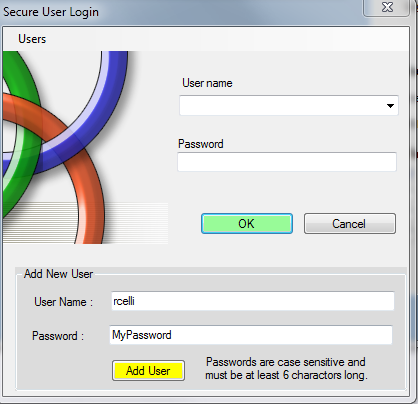 Secure User Login
Users
User name
Password
OK Cancel
Add New User
User Name : rcelli
Password : MyPassword
Add User
Passwords are case sensitive and
must be at least 6 charactors long.